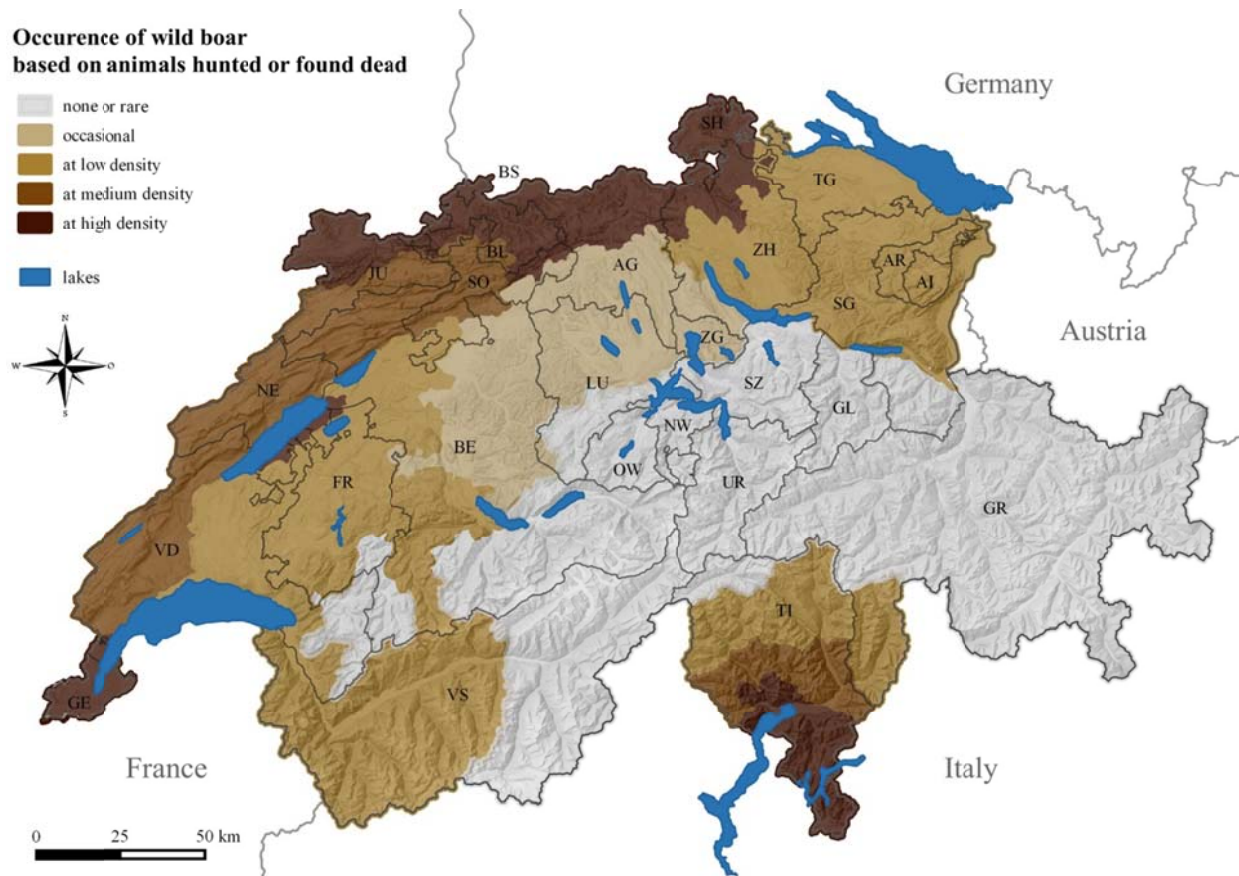 Occurence of wild boar
based on animals hunted or found dead
none or rare
occasional
at low density
at medium density
at high density
lakes
N
W
O
S
0 25 50 km
Germany
Austria
Italy
France
SH
BS
TG
BL
JU
SO
AG
ZH
AR
AI
SG
ZG
LU
SZ
NE
GL
NW
BE
OW
UR
FR
GR
VD
TI
VS
GE